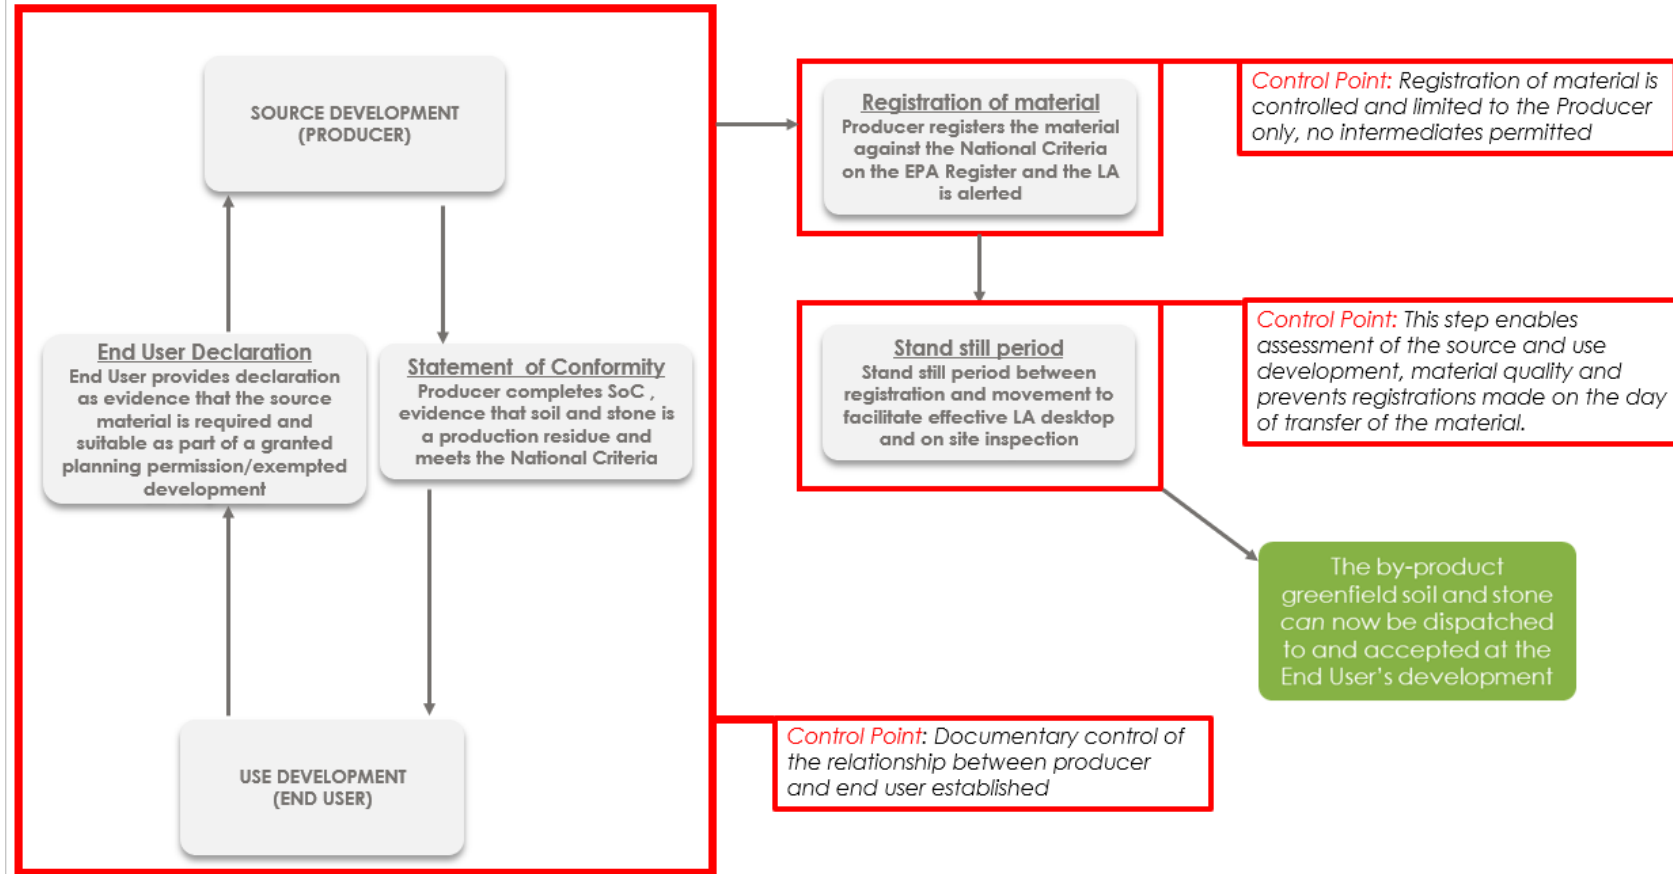 SOURCE DEVELOPMENT
(PRODUCER)
End User Declaration
End User provides declaration
as evidence that the source
material is required and
suitable as part of a granted
planning permission/exempted
development
Statement of Conformity
Producer completes SoC ,
evidence that soil and stone is
a production residue and
meets the National Criteria
USE DEVELOPMENT
(END USER)
Control Point: Documentary control of
the relationship between producer
and end user established
Registration of material
Producer registers the material
against the National Criteria
on the EPA Register and the LA
is alerted
Control Point: Registration of material is
controlled and limited to the Producer
only, no intermediates permitted
Stand still period
Stand still period between
registration and movement to
facilitate effective LA desktop
and on site inspection
Control Point: This step enables
assessment of the source and use
development, material quality and
prevents registrations made on the day
of transfer of the material.
The by-product
greenfield soil and stone
can now be dispatched
to and accepted at the
End User’s development